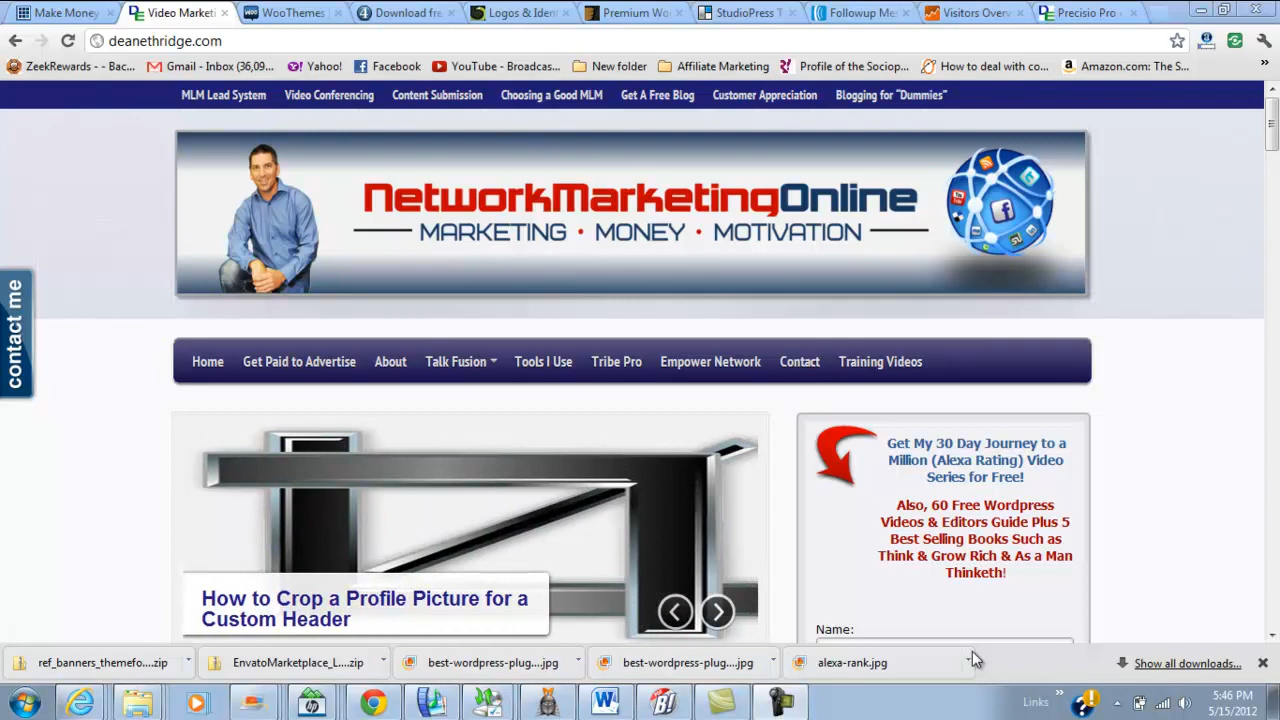 Make Money
Video Marketi
WooThemes
Download fre
Logos & Iden
Premium Wo
StudioPress T
Followup Me
Visitors Over
Precisio Pro
deanethridge.com
ZeekRewards - - Bac...
Gmail - Inbox (36,09...
Yahoo!
Facebook
YouTube - Broadcas...
New folder
Affiliate Marketing
Profile of the Sociop...
How to deal with co...
Amazon.com: The S...
MLM Lead System
Video Conferencing
Content Submission
Choosing a Good MLM
Get A Free Blog
Customer Appreciation
Blogging for "Dummies"
NetworkMarketingOnline
MARKETING • MONEY • MOTIVATION
contact me
Home
Get Paid to Advertise
About
Talk Fusion
Tools I Use
Tribe Pro
Empower Network
Contact
Training Videos
Get My 30 Day Journey to a
Million (Alexa Rating) Video
Series for Free!
Also, 60 Free Wordpress
Videos & Editors Guide Plus 5
Best Selling Books Such as
Think & Grow Rich & As a Man
Thinketh!
How to Crop a Profile Picture for a
Custom Header
Name:
ref_banners_themefo....zip
EnvatoMarketplace_L....zip
best-wordpress-plug....jpg
best-wordpress-plug....jpg
alexa-rank.jpg
Show all downloads...
Links
5:46 PM
5/15/2012